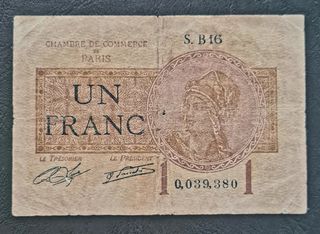 CHAMBRE DE COMMERCE
DE
PARIS
S. B16
UN
FRANC
LE TRÉSORIER
LE PRÉSIDENT
1
0,039,380
1